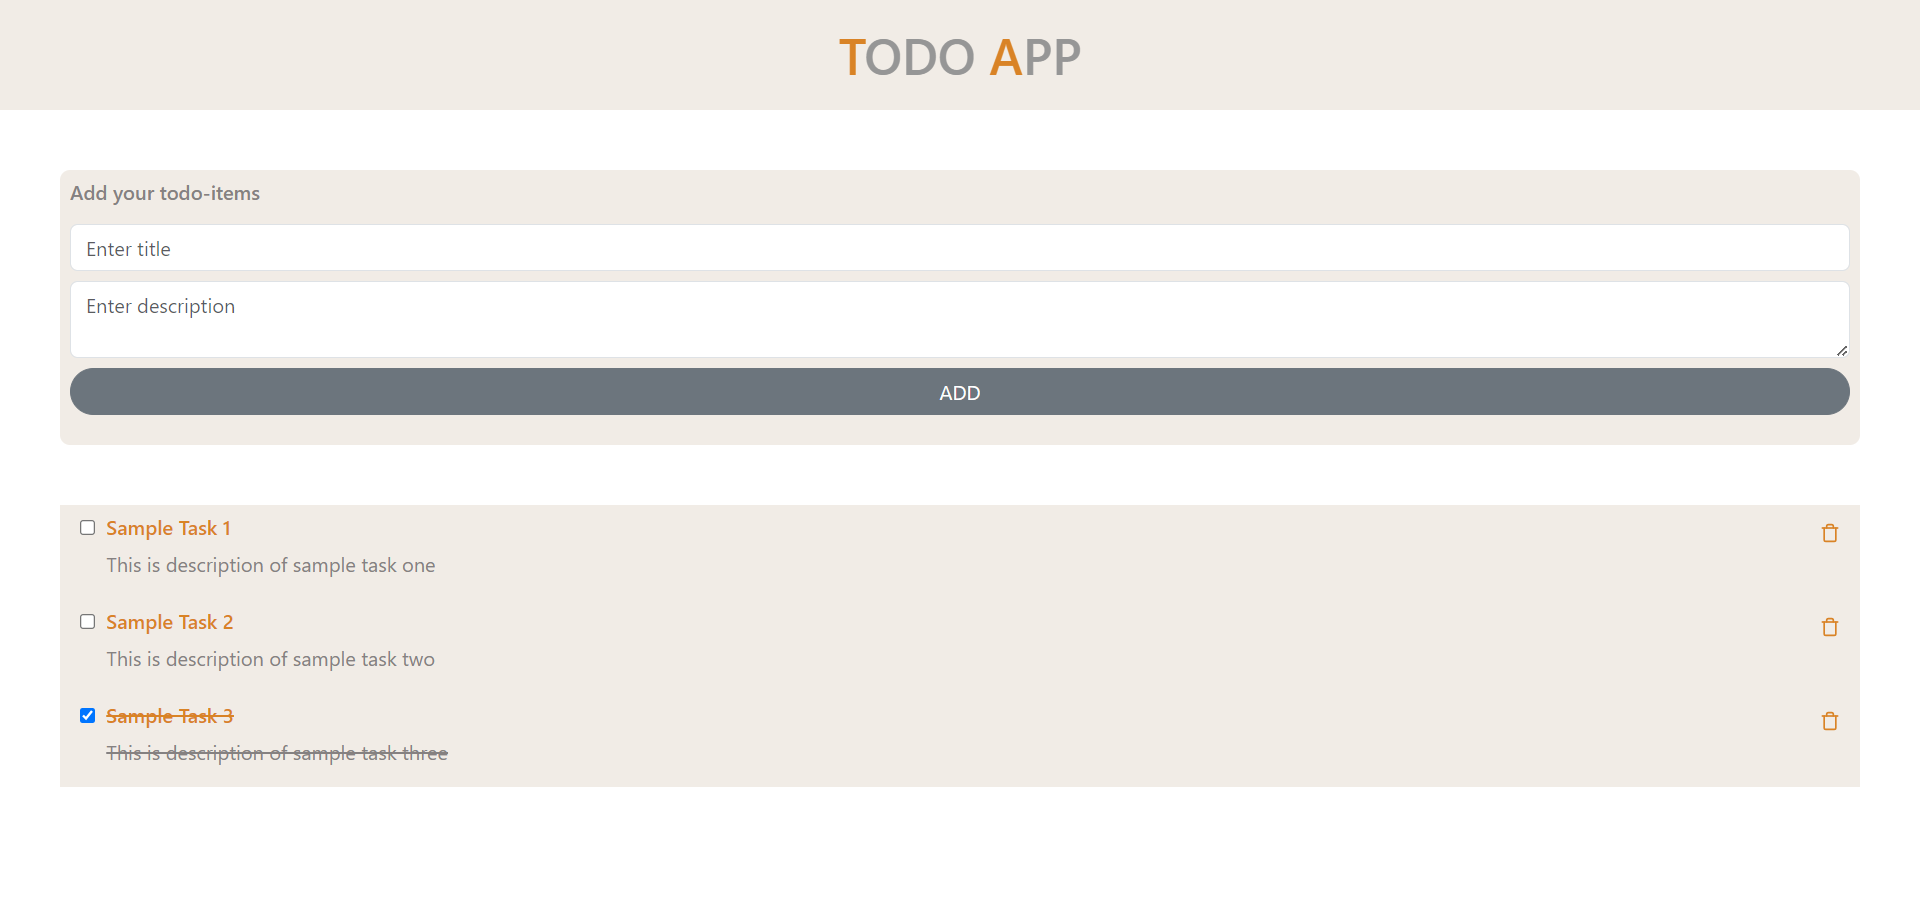 TODO APP
Add your todo-items
Enter title
Enter description
ADD
Sample Task 1
This is description of sample task one
Sample Task 2
This is description of sample task two
Sample Task 3
This is description of sample task three